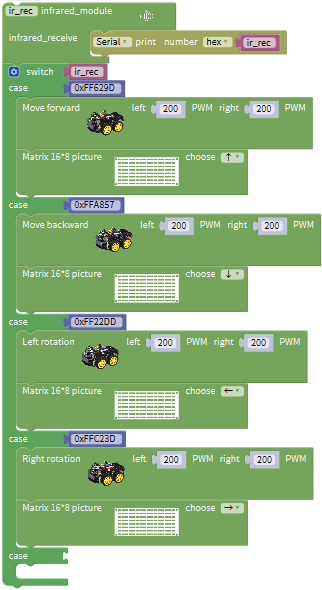 ir_rec infrared_module
infrared_receive Serial print number hex ir_rec
switch ir_rec
case 0xFF629D
Move forward left 200 PWM right 200 PWM
Matrix 16*8 picture choose ↑
case 0xFFA857
Move backward left 200 PWM right 200 PWM
Matrix 16*8 picture choose ↓
case 0xFF22DD
Left rotation left 200 PWM right 200 PWM
Matrix 16*8 picture choose ←
case 0xFFC23D
Right rotation left 200 PWM right 200 PWM
Matrix 16*8 picture choose →
case